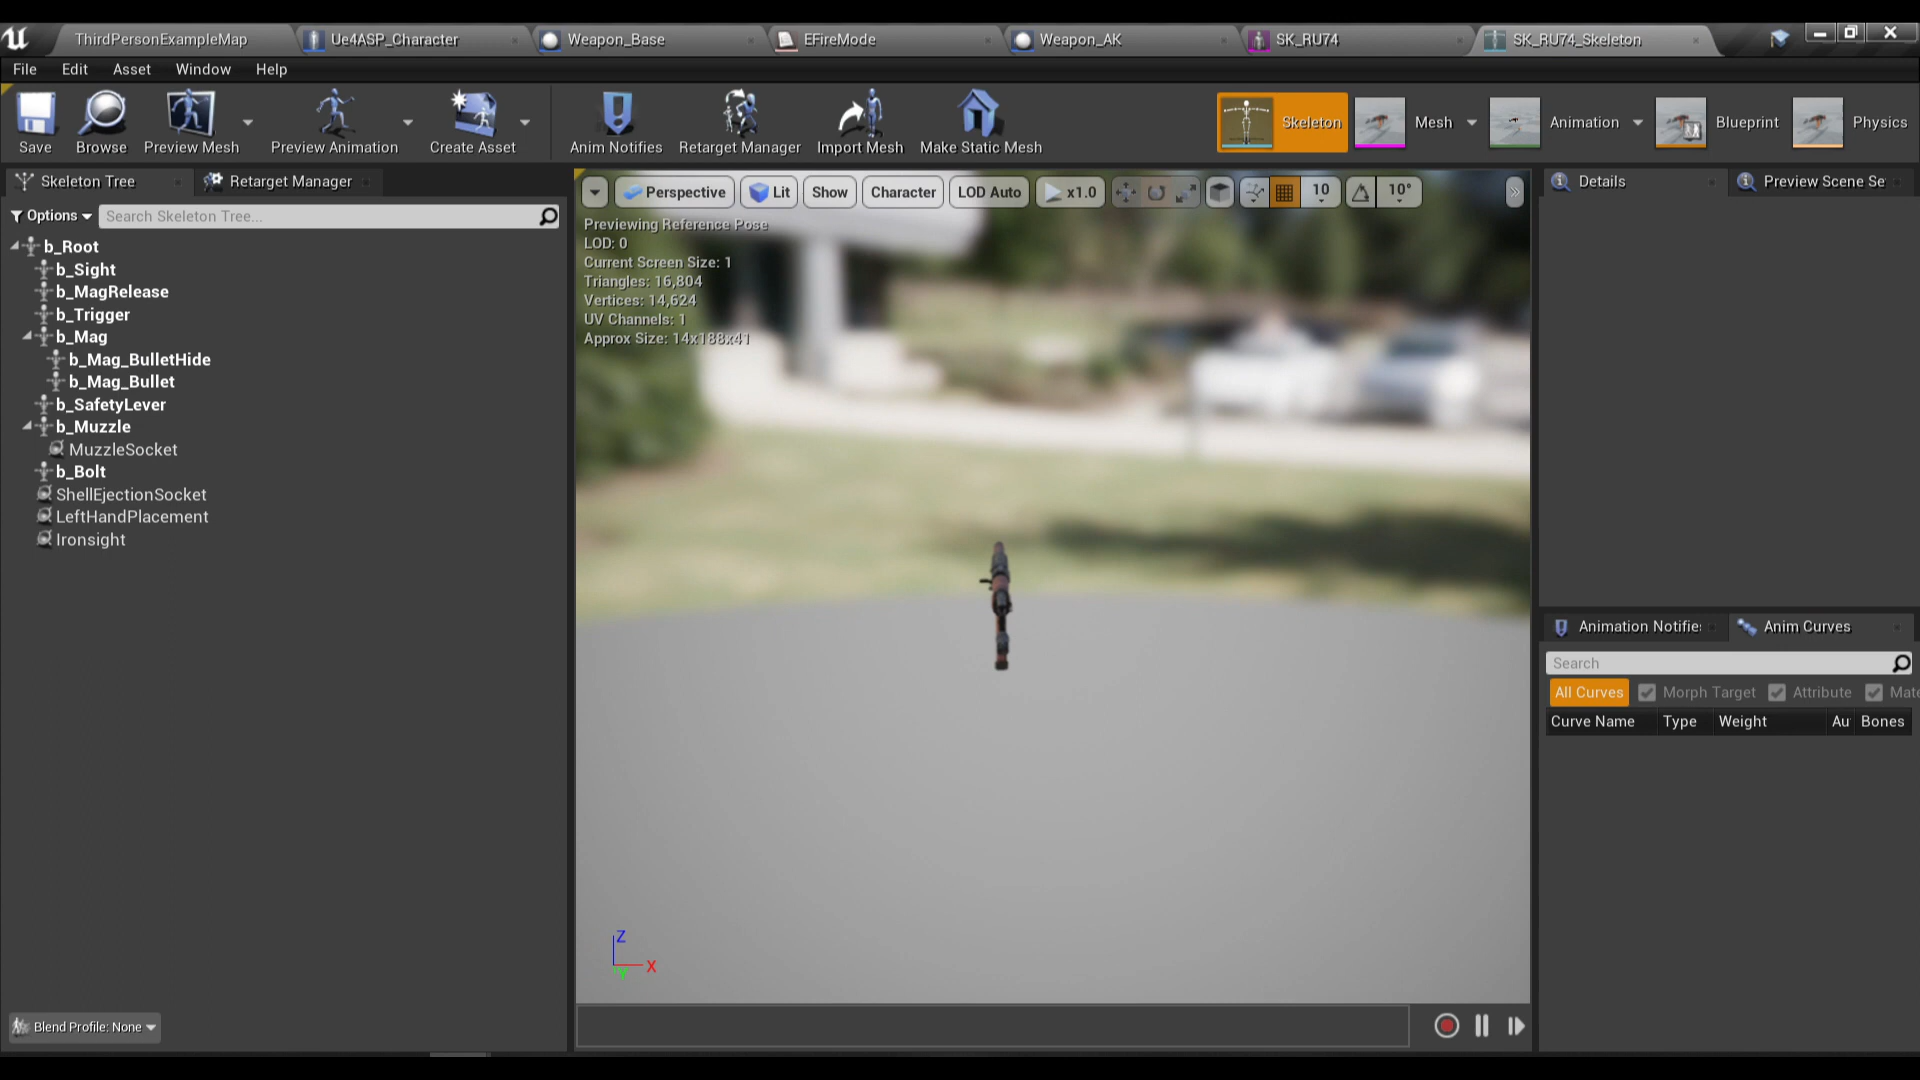 ThirdPersonExampleMap
Ue4ASP_Character
Weapon_Base
EFireMode
Weapon_AK
SK_RU74
SK_RU74_Skeleton
File Edit Asset Window Help
Save
Browse
Preview Mesh
Preview Animation
Create Asset
Anim Notifies
Retarget Manager
Import Mesh
Make Static Mesh
Skeleton
Mesh
Animation
Blueprint
Physics
Skeleton Tree
Retarget Manager
Options
Search Skeleton Tree...
b_Root
b_Sight
b_MagRelease
b_Trigger
b_Mag
b_Mag_BulletHide
b_Mag_Bullet
b_SafetyLever
b_Muzzle
MuzzleSocket
b_Bolt
ShellEjectionSocket
LeftHandPlacement
Ironsight
Blend Profile: None
Perspective
Lit
Show
Character
LOD Auto
x1.0
10
10°
Previewing Reference Pose
LOD: 0
Current Screen Size: 1
Triangles: 16,804
Vertices: 14,624
UV Channels: 1
Approx Size: 14x188x41
Z
X
Y
Details
Preview Scene Se
Animation Notifie
Anim Curves
Search
All Curves
Morph Target
Attribute
Mate
Curve Name Type Weight Au Bones